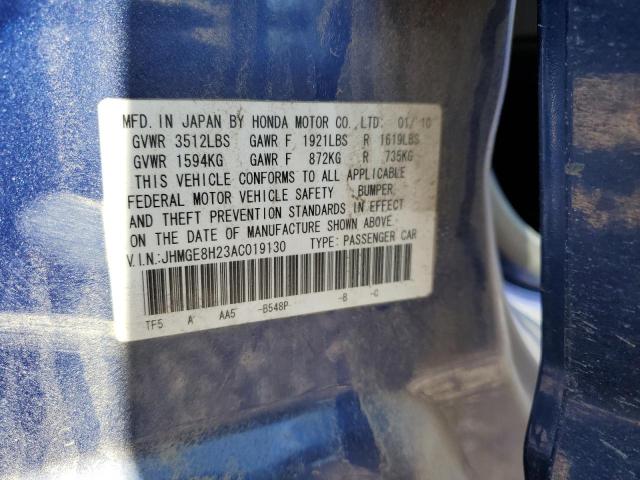 MFD. IN JAPAN BY HONDA MOTOR CO., LTD. 01/10
GVWR 3512LBS GAWR F 1921LBS R 1619LBS
GVWR 1594KG GAWR F 872KG R 735KG
THIS VEHICLE CONFORMS TO ALL APPLICABLE
FEDERAL MOTOR VEHICLE SAFETY, BUMPER,
AND THEFT PREVENTION STANDARDS IN EFFECT
ON THE DATE OF MANUFACTURE SHOWN ABOVE.
V.I.N.:JHMGE8H23AC019130 TYPE: PASSENGER CAR
TF5 A AA5 -B548P -B -C